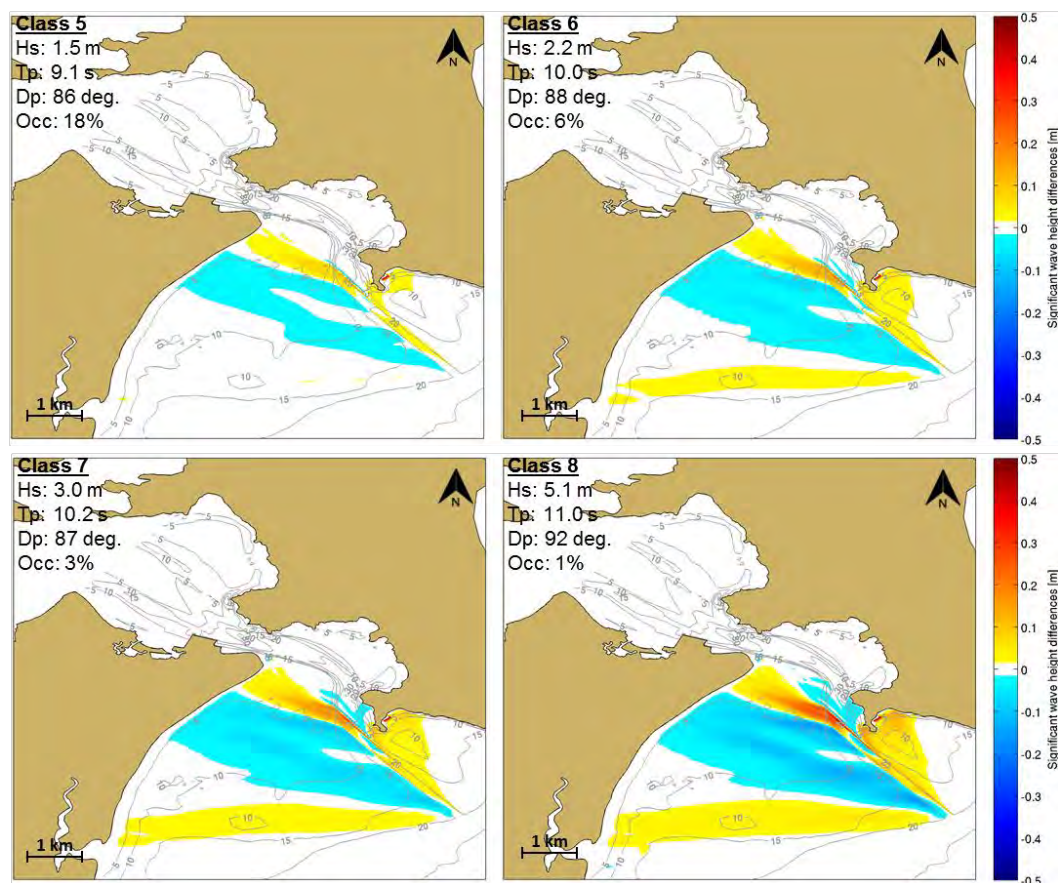 Class 5
Hs: 1.5 m
Tp: 9.1 s
Dp: 86 deg.
Occ: 18%
N
1 km
Class 6
Hs: 2.2 m
Tp: 10.0 s
Dp: 88 deg.
Occ: 6%
N
1 km
0.5
0.4
0.3
0.2
0.1
0
-0.1
-0.2
-0.3
-0.4
-0.5
Significant wave height differences [m]
Class 7
Hs: 3.0 m
Tp: 10.2 s
Dp: 87 deg.
Occ: 3%
N
1 km
Class 8
Hs: 5.1 m
Tp: 11.0 s
Dp: 92 deg.
Occ: 1%
N
1 km
0.5
0.4
0.3
0.2
0.1
0
-0.1
-0.2
-0.3
-0.4
-0.5
Significant wave height differences [m]